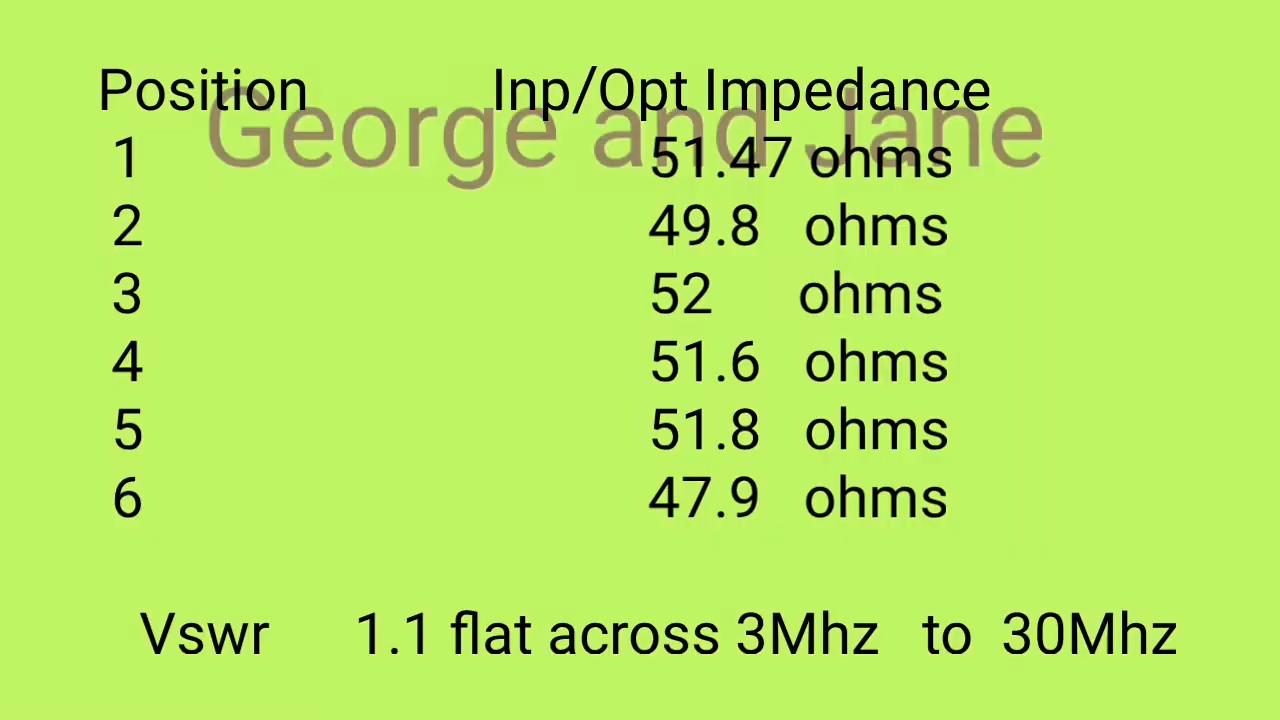 Position Inp/Opt Impedance
George and Jane
1 51.47 ohms
2 49.8 ohms
3 52 ohms
4 51.6 ohms
5 51.8 ohms
6 47.9 ohms
Vswr 1.1 flat across 3Mhz to 30Mhz